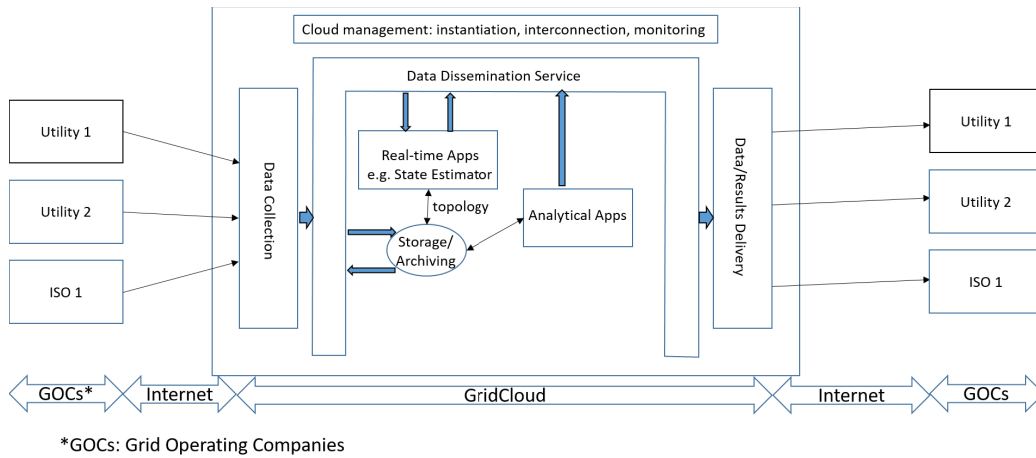 Cloud management: instantiation, interconnection, monitoring
Data Dissemination Service
Utility 1
Utility 2
ISO 1
Data Collection
Real-time Apps
e.g. State Estimator
topology
Storage/
Archiving
Analytical Apps
Data/Results Delivery
Utility 1
Utility 2
ISO 1
GOCs*
Internet
GridCloud
Internet
GOCs
*GOCs: Grid Operating Companies